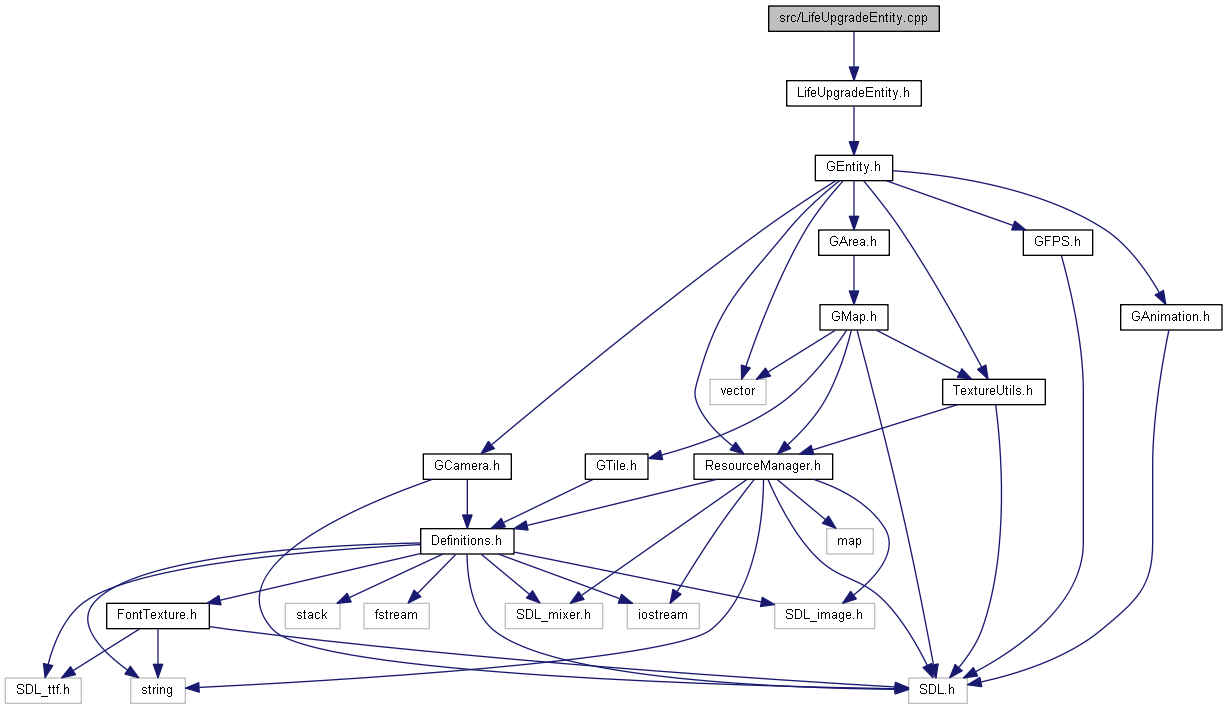 src/LifeUpgradeEntity.cpp
LifeUpgradeEntity.h
GEntity.h
GArea.h
GFPS.h
GMap.h
GAnimation.h
vector
TextureUtils.h
GCamera.h
GTile.h
ResourceManager.h
Definitions.h
map
FontTexture.h
stack
fstream
SDL_mixer.h
iostream
SDL_image.h
SDL_ttf.h
string
SDL.h